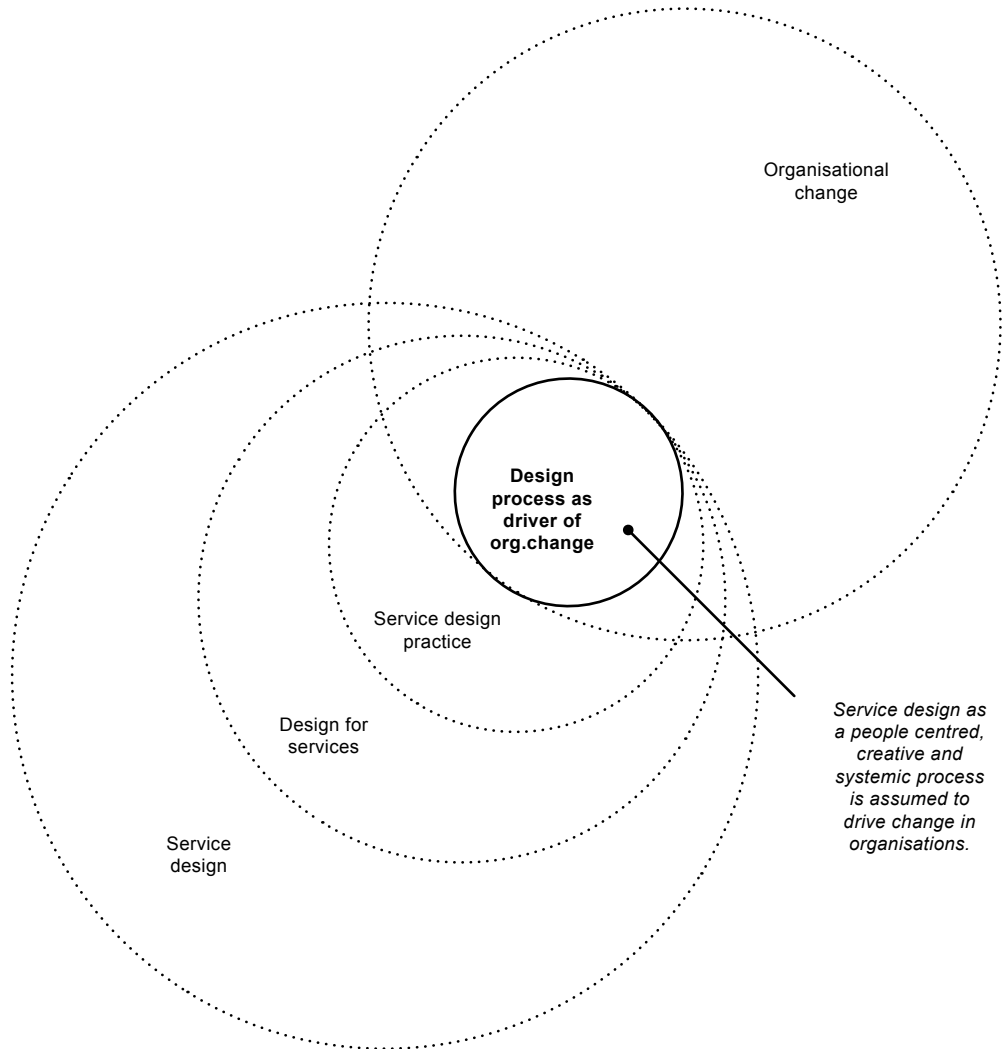 Organisational
change
Design
process as
driver of
org.change
Service design
practice
Design for
services
Service design as
a people centred,
creative and
systemic process
is assumed to
drive change in
organisations.
Service
design